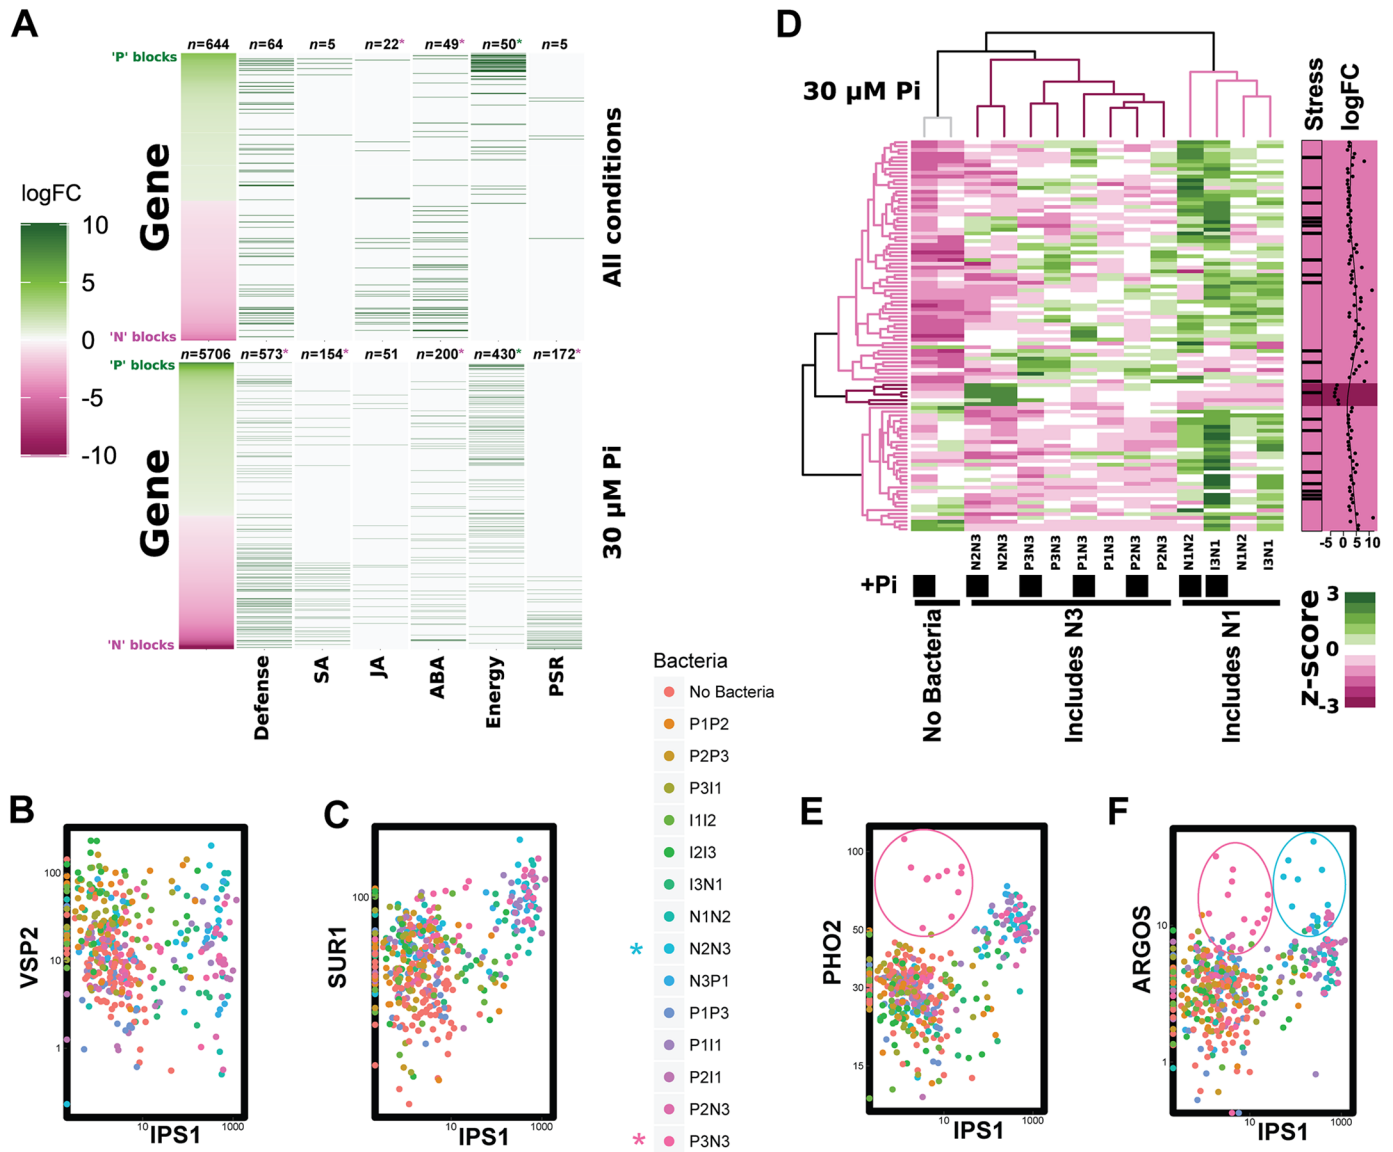 A
n=644 n=64 n=5 n=22* n=49* n=50* n=5
'P' blocks
Gene
'N' blocks
All conditions
logFC
10
5
0
-5
-10
n=5706 n=573* n=154* n=51 n=200* n=430* n=172*
'P' blocks
Gene
'N' blocks
30 µM Pi
Defense SA JA ABA Energy PSR
D
30 µM Pi
Stress logFC
N2N3 N2N3 P3N3 P3N3 P1N3 P1N3 P2N3 P2N3 N1N2 I3N1 N1N2 I3N1
-5 0 5 10
+Pi
No Bacteria Includes N3 Includes N1
z-score
3
0
-3
Bacteria
No Bacteria
P1P2
P2P3
P3I1
I1I2
I2I3
I3N1
N1N2
* N2N3
N3P1
P1P3
P1I1
P2I1
P2N3
* P3N3
B
VSP2
100
10
1
10 1000
IPS1
C
SUR1
100
10 1000
IPS1
E
PHO2
100
50
30
15
10 1000
IPS1
F
ARGOS
10
1
10 1000
IPS1